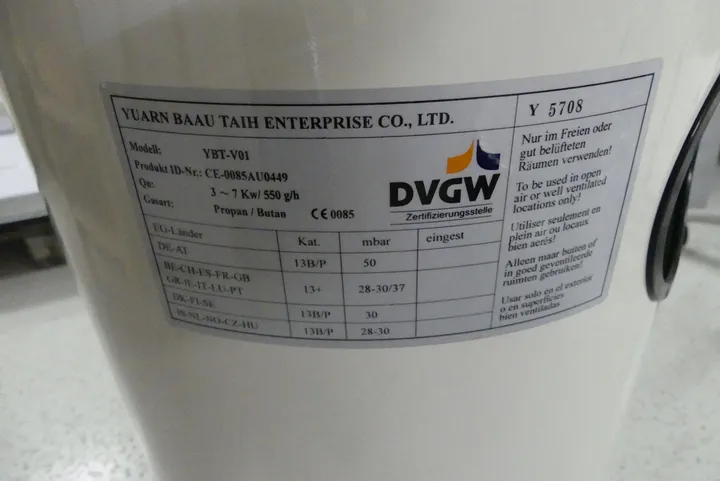 YUARN BAAU TAIH ENTERPRISE CO., LTD.
Y 5708
Modell: YBT-V01
Produkt ID-Nr.: CE-0085AU0449
Qn: 3 ~ 7 Kw/ 550 g/h
Gasart: Propan / Butan CE 0085
DVGW
Zertifizierungsstelle
EG-Länder Kat. mbar eingest
DE-AT 13B/P 50
BE-CH-ES-FR-GB
GR-IE-IT-LU-PT 13+ 28-30/37
DK-FI-SE 13B/P 30
IS-NL-NO-CZ-HU 13B/P 28-30
Nur im Freien oder
gut belüfteten
Räumen verwenden!
To be used in open
air or well ventilated
locations only!
Utiliser seulement en
plein air ou locaux
bien aerés!
Alleen maar buiten of
in goed geventileerde
ruimten gebruiken!
Usar solo en el exterior
o en superficies
bien ventiladas.